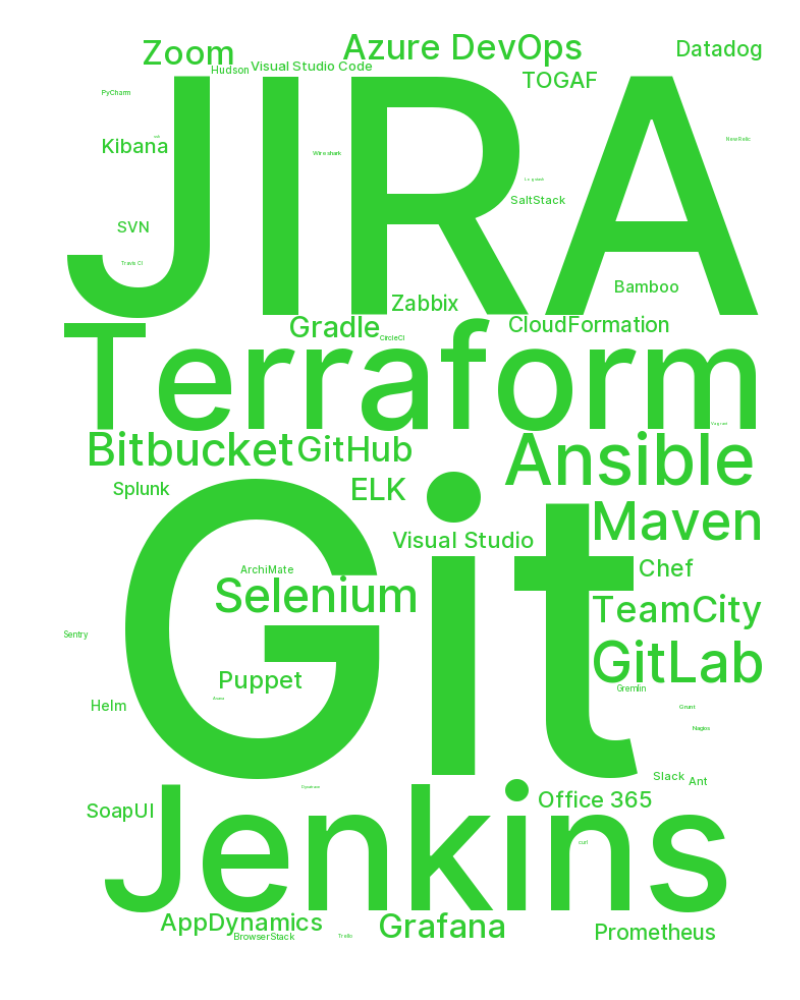 Zoom
Azure DevOps
Datadog
Hudson
Visual Studio Code
TOGAF
JIRA
PyCharm
Kibana
Wireshark
New Relic
SaltStack
SVN
Travis CI
Bamboo
Zabbix
Gradle
CloudFormation
CircleCI
Terraform
Vagrant
Bitbucket
GitHub
Ansible
Splunk
ELK
Maven
Git
Visual Studio
ArchiMate
Chef
Selenium
TeamCity
Sentry
GitLab
Puppet
Gremlin
Helm
Grunt
Nagios
Slack
Ant
SoapUI
Office 365
Jenkins
AppDynamics
Grafana
BrowserStack
Trello
Prometheus